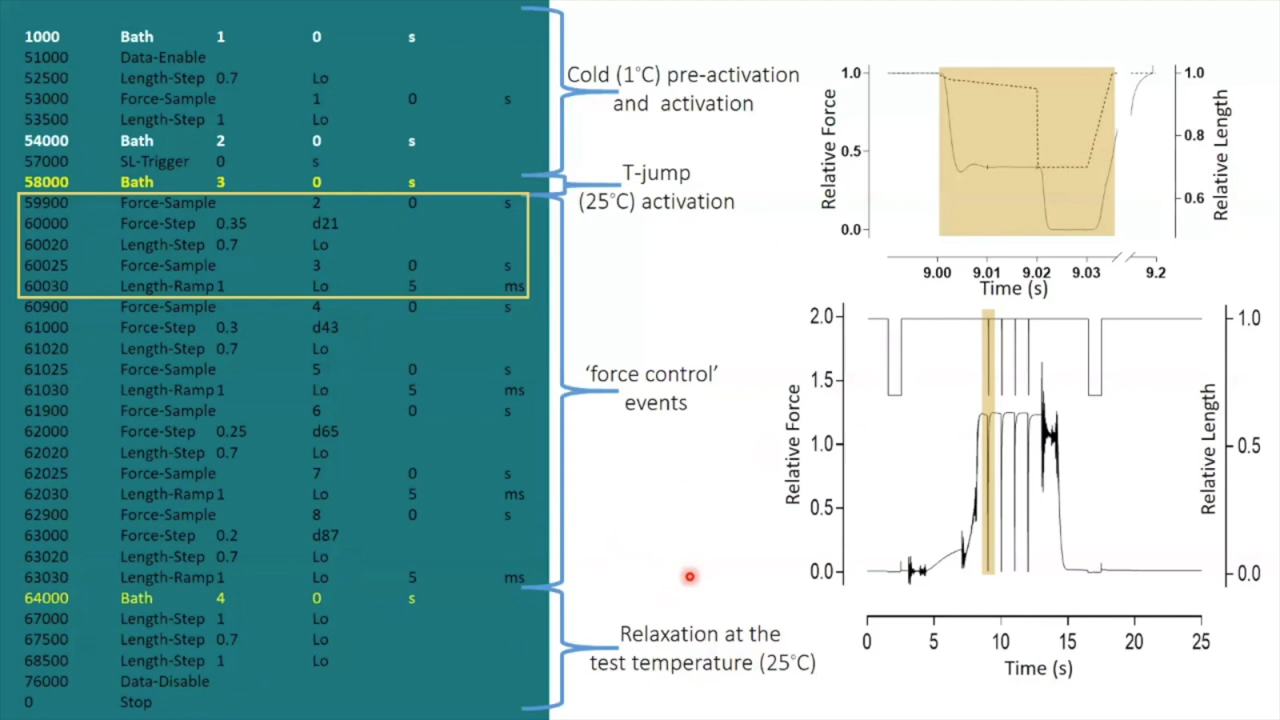 1000 Bath 1 0 s
51000 Data-Enable
52500 Length-Step 0.7 Lo
53000 Force-Sample 1 0 s
53500 Length-Step 1 Lo
54000 Bath 2 0 s
57000 SL-Trigger 0 s
58000 Bath 3 0 s
59900 Force-Sample 2 0 s
60000 Force-Step 0.35 d21
60020 Length-Step 0.7 Lo
60025 Force-Sample 3 0 s
60030 Length-Ramp 1 Lo 5 ms
60900 Force-Sample 4 0 s
61000 Force-Step 0.3 d43
61020 Length-Step 0.7 Lo
61025 Force-Sample 5 0 s
61030 Length-Ramp 1 Lo 5 ms
61900 Force-Sample 6 0 s
62000 Force-Step 0.25 d65
62020 Length-Step 0.7 Lo
62025 Force-Sample 7 0 s
62030 Length-Ramp 1 Lo 5 ms
62900 Force-Sample 8 0 s
63000 Force-Step 0.2 d87
63020 Length-Step 0.7 Lo
63030 Length-Ramp 1 Lo 5 ms
64000 Bath 4 0 s
67000 Length-Step 1 Lo
67500 Length-Step 0.7 Lo
68500 Length-Step 1 Lo
76000 Data-Disable
0 Stop
Cold (1°C) pre-activation
and activation
T-jump
(25°C) activation
‘force control’
events
Relaxation at the
test temperature (25°C)
Relative Force
1.0
0.5
0.0
1.0
0.8
0.6
Relative Length
9.00 9.01 9.02 9.03 9.2
Time (s)
Relative Force
2.0
1.5
1.0
0.5
0.0
1.0
0.5
0.0
Relative Length
0 5 10 15 20 25
Time (s)